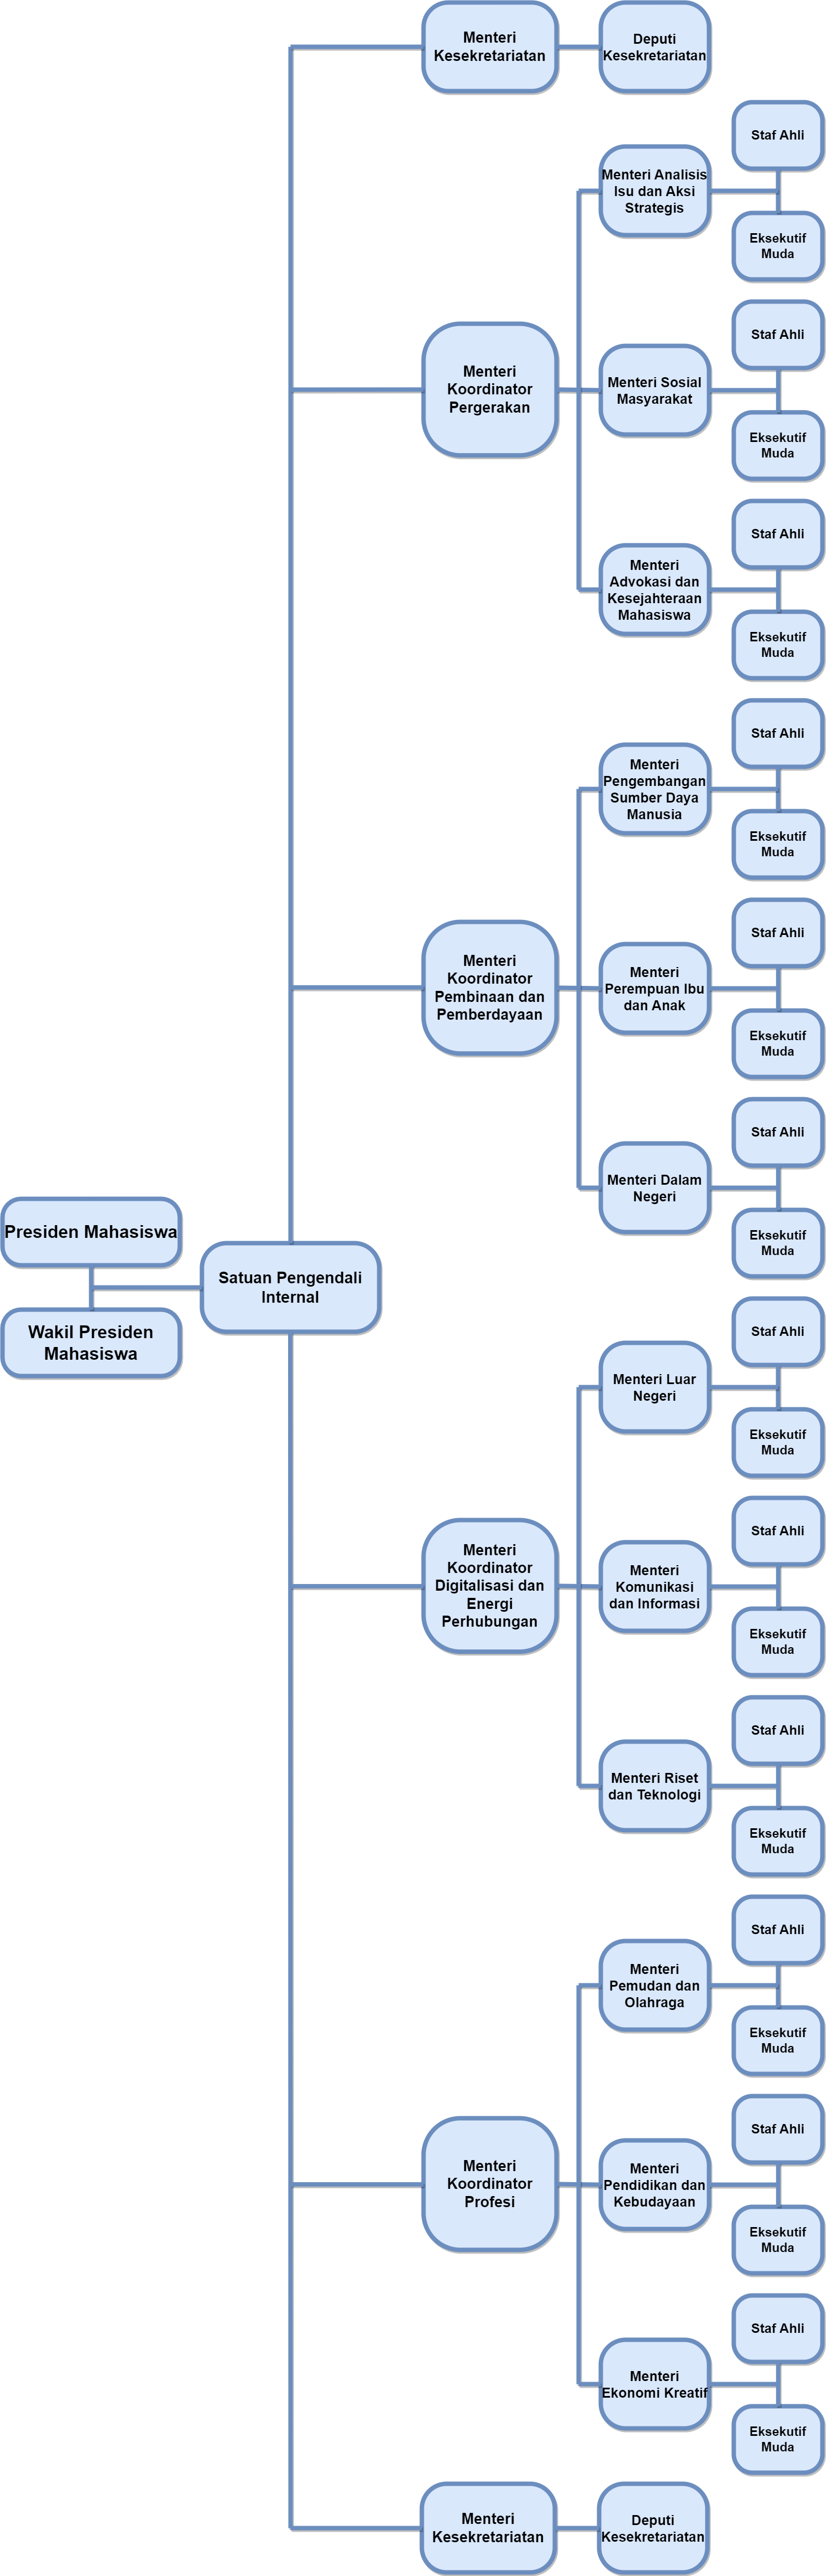 Menteri
Kesekretariatan
Deputi
Kesekretariatan
Staf Ahli
Menteri Analisis
Isu dan Aksi
Strategis
Eksekutif
Muda
Staf Ahli
Menteri
Koordinator
Pergerakan
Menteri Sosial
Masyarakat
Eksekutif
Muda
Staf Ahli
Menteri
Advokasi dan
Kesejahteraan
Mahasiswa
Eksekutif
Muda
Staf Ahli
Menteri
Pengembangan
Sumber Daya
Manusia
Eksekutif
Muda
Staf Ahli
Menteri
Koordinator
Pembinaan dan
Pemberdayaan
Menteri
Perempuan Ibu
dan Anak
Eksekutif
Muda
Staf Ahli
Menteri Dalam
Negeri
Eksekutif
Muda
Presiden Mahasiswa
Satuan Pengendali
Internal
Wakil Presiden
Mahasiswa
Staf Ahli
Menteri Luar
Negeri
Eksekutif
Muda
Staf Ahli
Menteri
Koordinator
Digitalisasi dan
Energi
Perhubungan
Menteri
Komunikasi
dan Informasi
Eksekutif
Muda
Staf Ahli
Menteri Riset
dan Teknologi
Eksekutif
Muda
Staf Ahli
Menteri
Pemudan dan
Olahraga
Eksekutif
Muda
Staf Ahli
Menteri
Koordinator
Profesi
Menteri
Pendidikan dan
Kebudayaan
Eksekutif
Muda
Staf Ahli
Menteri
Ekonomi Kreatif
Eksekutif
Muda
Menteri
Kesekretariatan
Deputi
Kesekretariatan